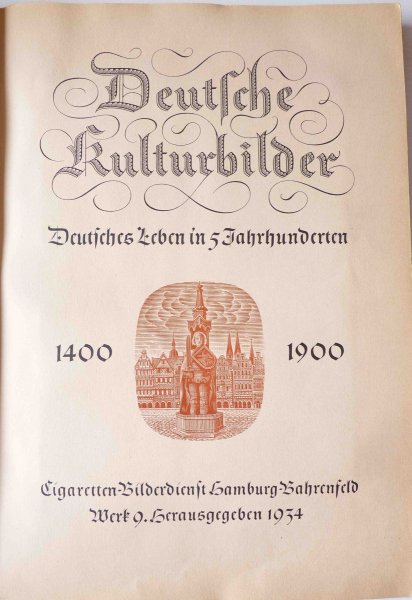 Deutsche
Kulturbilder
Deutsches Leben in 5 Jahrhunderten
1400 1900
Cigaretten-Bilderdienst Hamburg-Bahrenfeld
Werk 9. Herausgegeben 1934